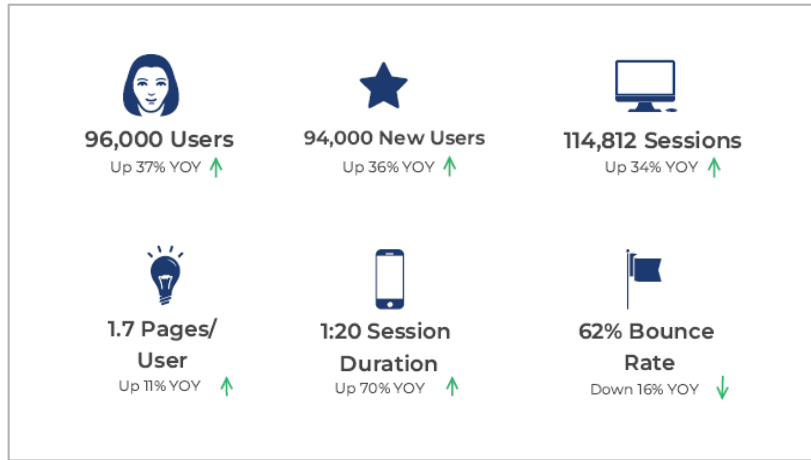 96,000 Users
Up 37% YOY
94,000 New Users
Up 36% YOY
114,812 Sessions
Up 34% YOY
1.7 Pages/
User
Up 11% YOY
1:20 Session
Duration
Up 70% YOY
62% Bounce
Rate
Down 16% YOY